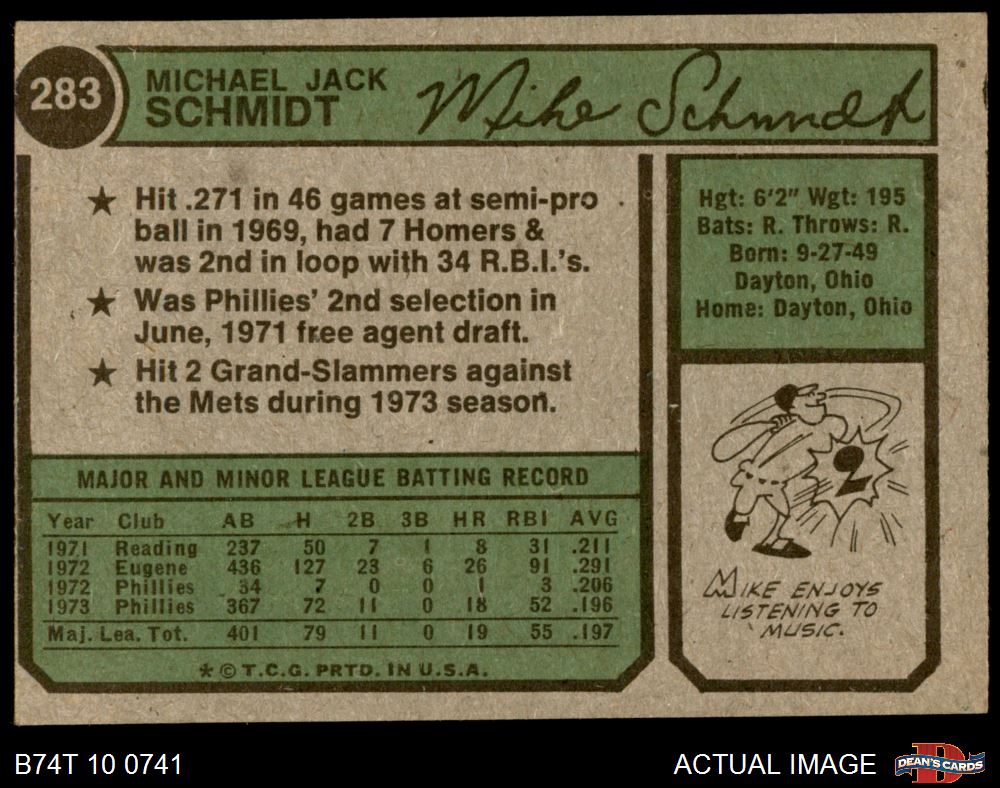 283
MICHAEL JACK
SCHMIDT
Mike Schmidt
★ Hit .271 in 46 games at semi-pro
ball in 1969, had 7 Homers &
was 2nd in loop with 34 R.B.I.'s.
★ Was Phillies' 2nd selection in
June, 1971 free agent draft.
★ Hit 2 Grand-Slammers against
the Mets during 1973 season.
MAJOR AND MINOR LEAGUE BATTING RECORD
Year Club AB H 2B 3B HR RBI AVG
1971 Reading 237 50 7 1 8 31 .211
1972 Eugene 436 127 23 6 26 91 .291
1972 Phillies 34 7 0 0 1 3 .206
1973 Phillies 367 72 11 0 18 52 .196
Maj. Lea. Tot. 401 79 11 0 19 55 .197
* © T.C.G. PRTD. IN U.S.A.
Hgt: 6'2" Wgt: 195
Bats: R. Throws: R.
Born: 9-27-49
Dayton, Ohio
Home: Dayton, Ohio
2
MIKE ENJOYS
LISTENING TO
MUSIC.
B74T 10 0741
ACTUAL IMAGE
DEAN'S CARDS